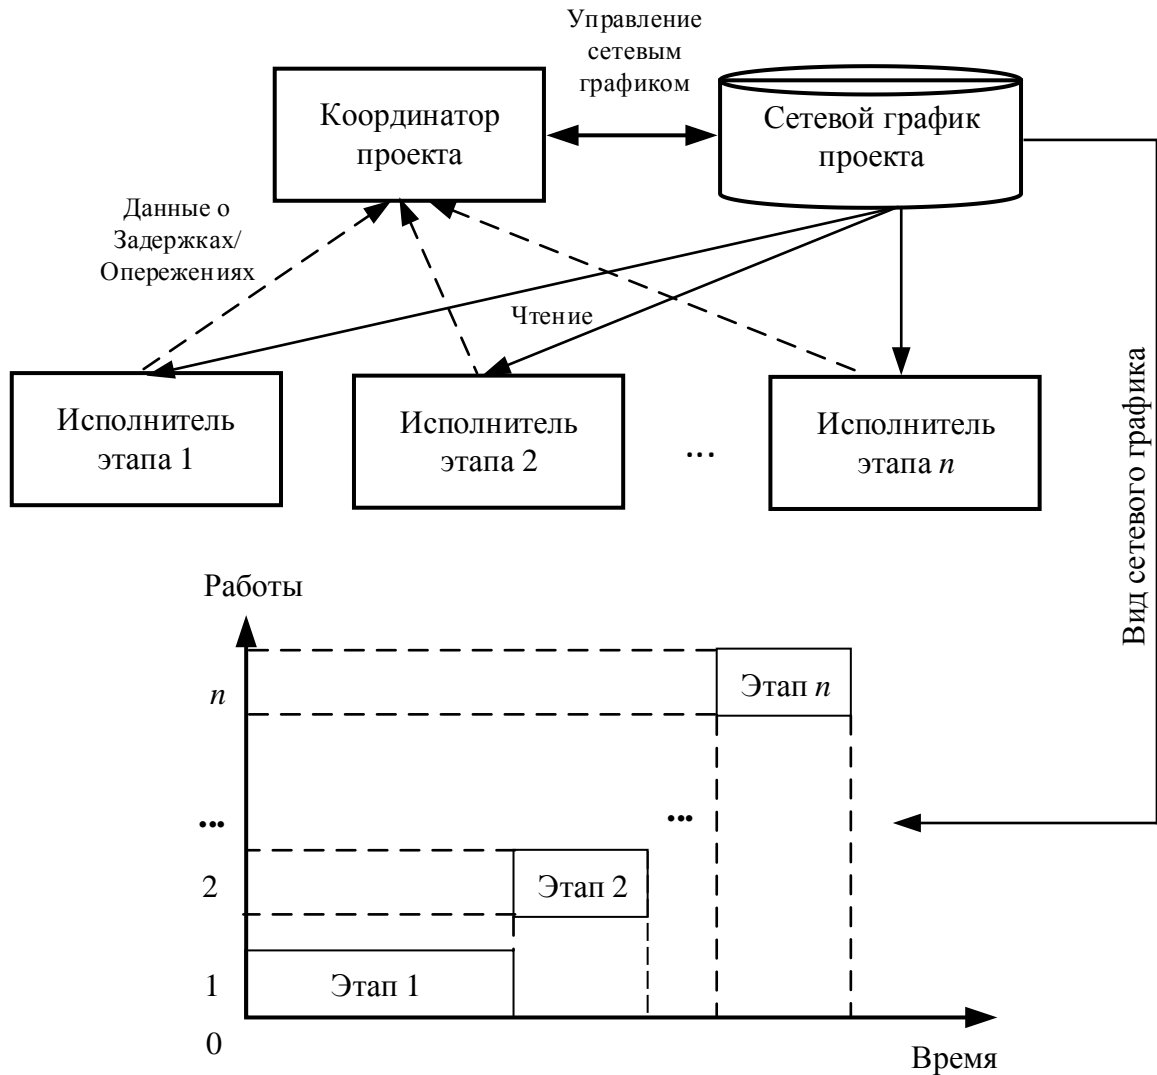 Управление
сетевым
графиком
Координатор
проекта
Сетевой график
проекта
Данные о
Задержках/
Опережениях
Чтение
Исполнитель
этапа 1
Исполнитель
этапа 2
...
Исполнитель
этапа n
Вид сетевого графика
Работы
n
Этап n
...
...
2
Этап 2
1
Этап 1
0
Время